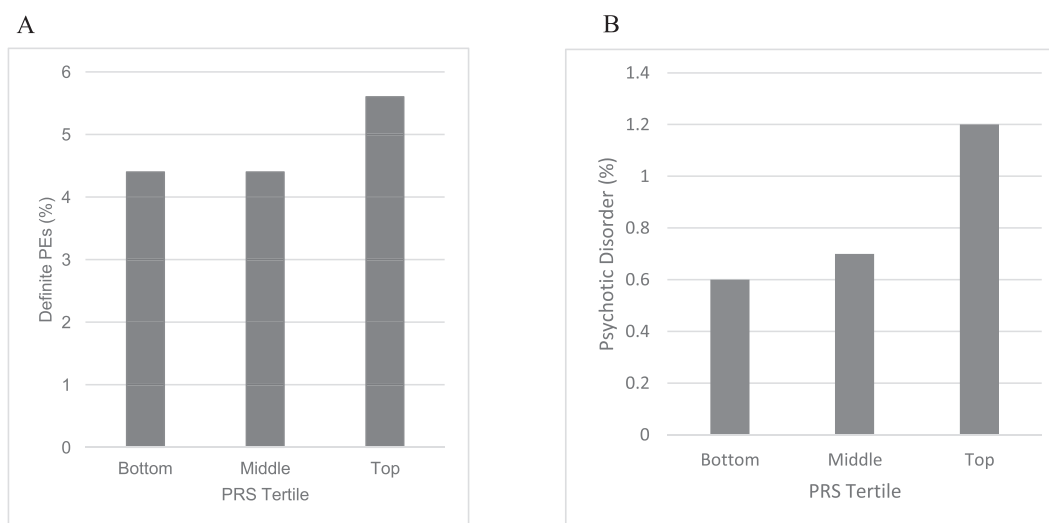 A
6
5
4
3
2
1
0
Definite PEs (%)
Bottom Middle Top
PRS Tertile
B
1.4
1.2
1
0.8
0.6
0.4
0.2
0
Psychotic Disorder (%)
Bottom Middle Top
PRS Tertile